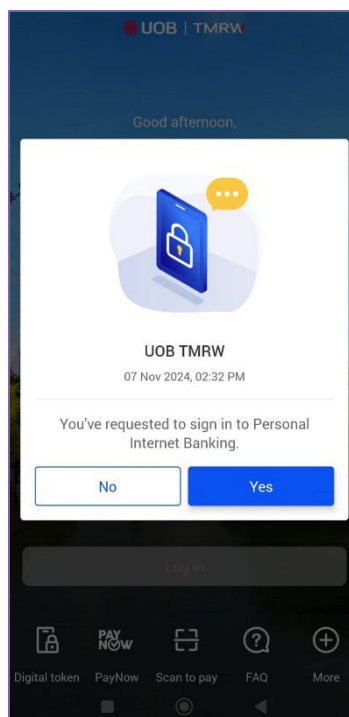 UOB | TMRW
Good afternoon,
UOB TMRW
07 Nov 2024, 02:32 PM
You've requested to sign in to Personal
Internet Banking.
No
Yes
Log in
PAY
NOW
Digital token
PayNow
Scan to pay
FAQ
More